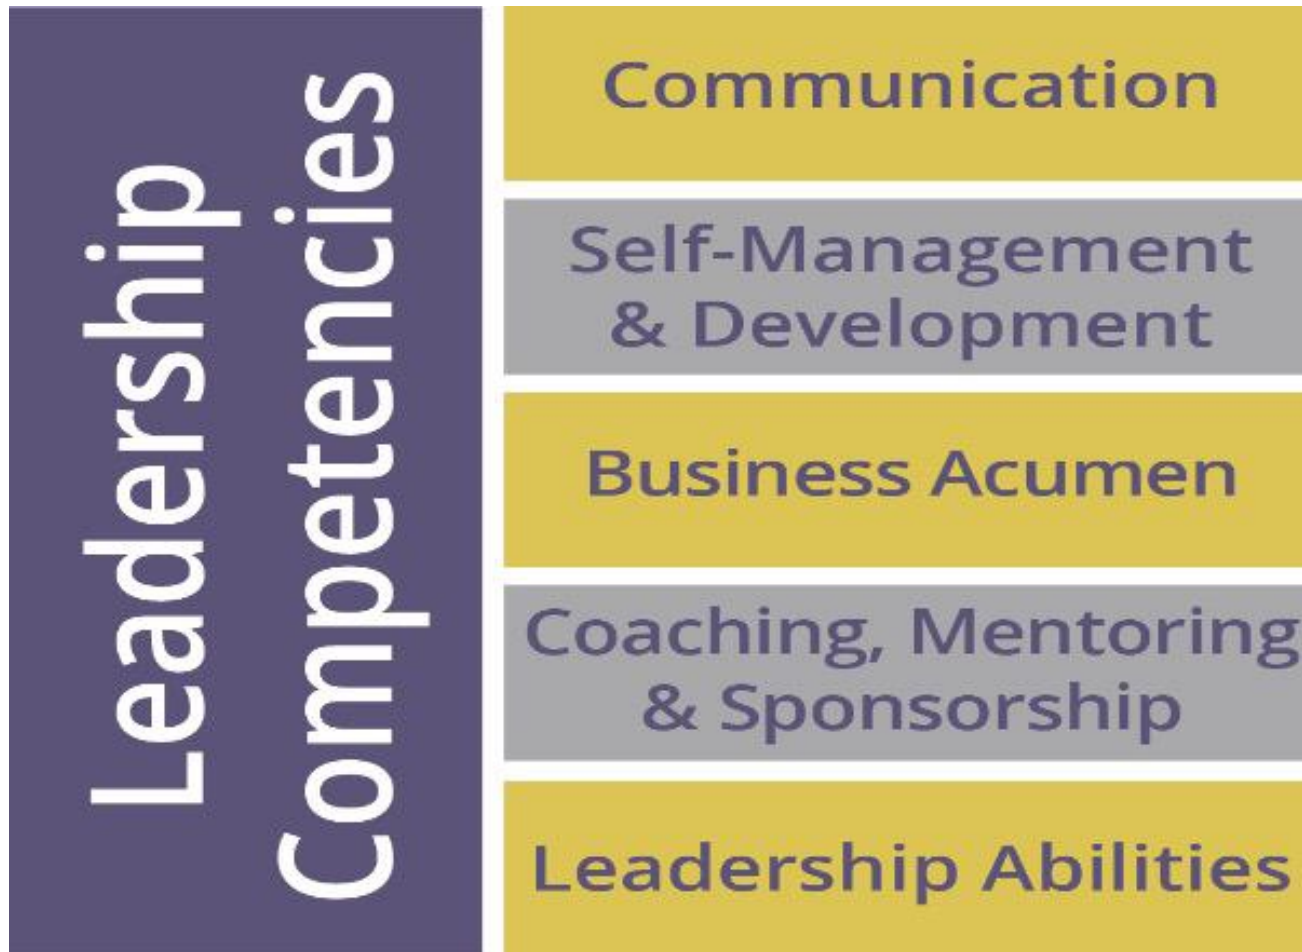 Leadership
Competencies
Communication
Self-Management
& Development
Business Acumen
Coaching, Mentoring
& Sponsorship
Leadership Abilities